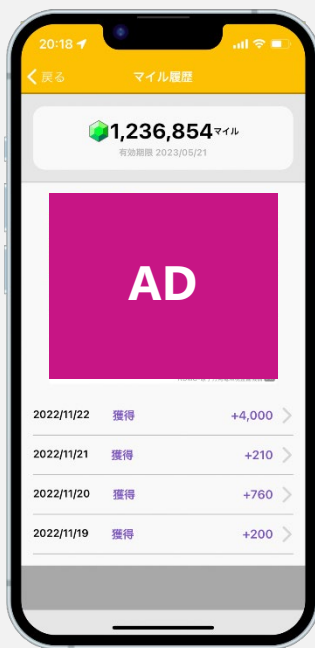 20:18
戻る マイル履歴
1,236,854マイル
有効期限 2023/05/21
AD
2022/11/22 獲得 +4,000
2022/11/21 獲得 +210
2022/11/20 獲得 +760
2022/11/19 獲得 +200